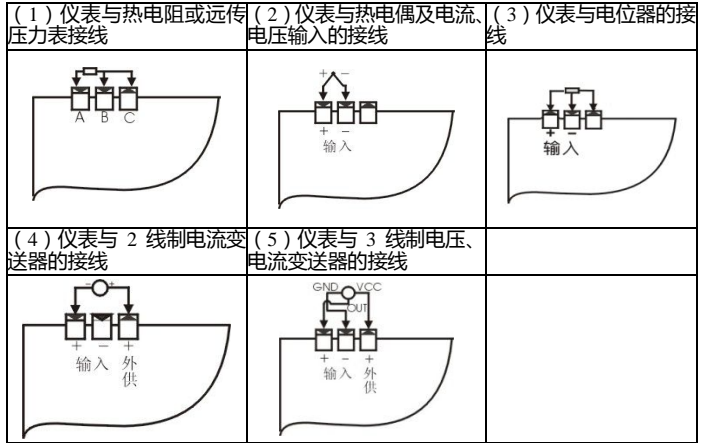 (1)仪表与热电阻或远传
压力表接线
(2)仪表与热电偶及电流、
电压输入的接线
(3)仪表与电位器的接
线
A B C
+ −
+ −
输入
+ −
输入
(4)仪表与 2 线制电流变
送器的接线
(5)仪表与 3 线制电压、
电流变送器的接线
− +
+ − +
输入 外
供
GND VCC
OUT
+ − +
输入 外
供